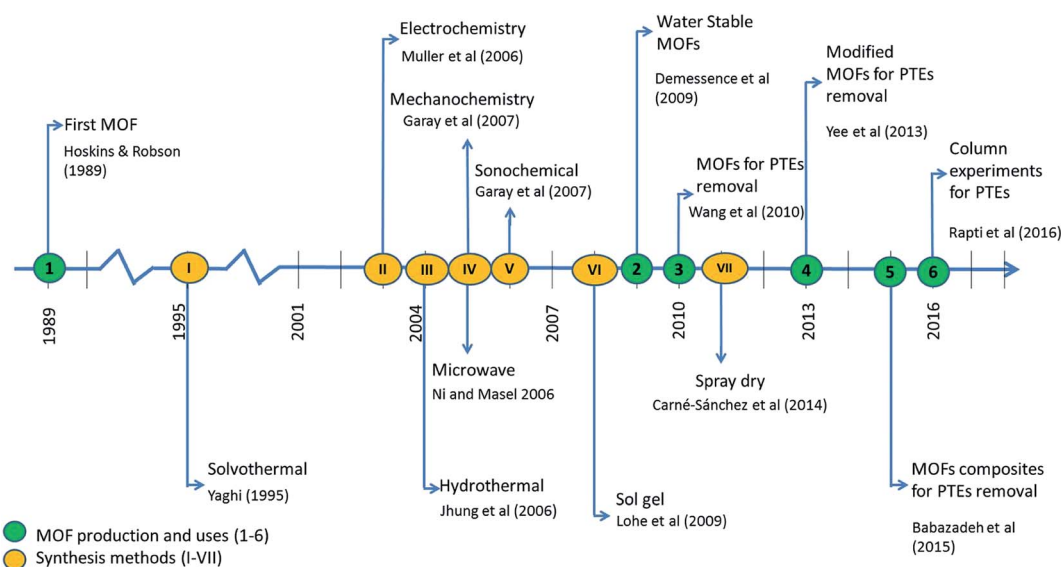 Electrochemistry
Muller et al (2006)
Water Stable
MOFs
Demessence et al
(2009)
Modified
MOFs for PTEs
removal
Yee et al (2013)
Mechanochemistry
Garay et al (2007)
First MOF
Hoskins & Robson
(1989)
Sonochemical
Garay et al (2007)
MOFs for PTEs
removal
Wang et al (2010)
Column
experiments
for PTEs
Rapti et al (2016)
1
I
II
III
IV
V
VI
2
3
VII
4
5
6
1989
1995
2001
2004
2007
2010
2013
2016
Microwave
Ni and Masel 2006
Spray dry
Carné-Sánchez et al (2014)
Solvothermal
Yaghi (1995)
Hydrothermal
Jhung et al (2006)
Sol gel
Lohe et al (2009)
MOFs composites
for PTEs removal
Babazadeh et al
(2015)
MOF production and uses (1-6)
Synthesis methods (I-VII)